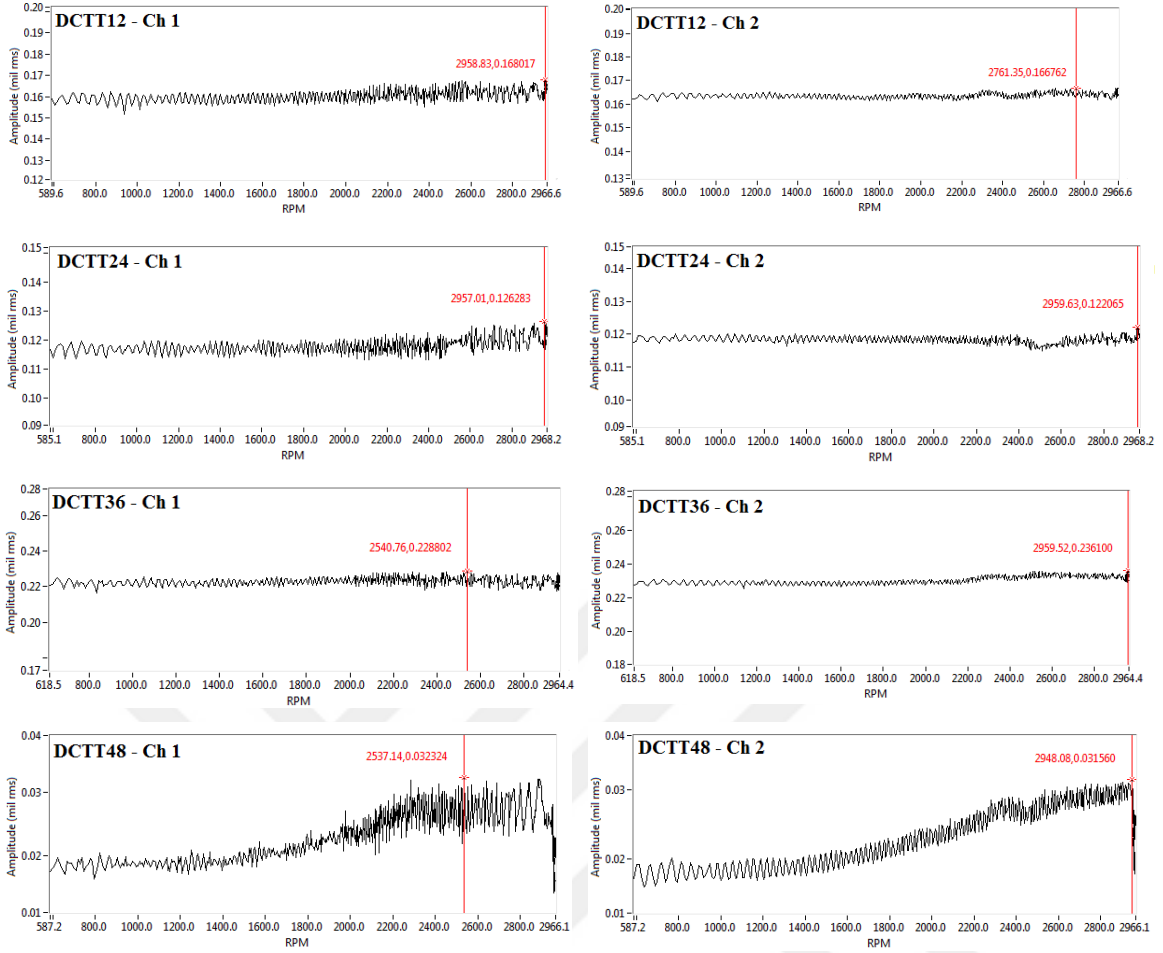 DCTT12 - Ch 1
Amplitude (mil rms)
0.20
0.19
0.18
0.17
0.16
0.15
0.14
0.13
0.12
2958.83,0.168017
589.6 800.0 1000.0 1200.0 1400.0 1600.0 1800.0 2000.0 2200.0 2400.0 2600.0 2800.0 2966.6
RPM
DCTT12 - Ch 2
Amplitude (mil rms)
0.20
0.19
0.18
0.17
0.16
0.15
0.14
0.13
2761.35,0.166762
589.6 800.0 1000.0 1200.0 1400.0 1600.0 1800.0 2000.0 2200.0 2400.0 2600.0 2800.0 2966.6
RPM
DCTT24 - Ch 1
Amplitude (mil rms)
0.15
0.14
0.13
0.12
0.11
0.10
0.09
2957.01,0.126283
585.1 800.0 1000.0 1200.0 1400.0 1600.0 1800.0 2000.0 2200.0 2400.0 2600.0 2800.0 2968.2
RPM
DCTT24 - Ch 2
Amplitude (mil rms)
0.15
0.14
0.13
0.12
0.11
0.10
0.09
2959.63,0.122065
585.1 800.0 1000.0 1200.0 1400.0 1600.0 1800.0 2000.0 2200.0 2400.0 2600.0 2800.0 2968.2
RPM
DCTT36 - Ch 1
Amplitude (mil rms)
0.28
0.26
0.24
0.22
0.20
0.17
2540.76,0.228802
618.5 800.0 1000.0 1200.0 1400.0 1600.0 1800.0 2000.0 2200.0 2400.0 2600.0 2800.0 2964.4
RPM
DCTT36 - Ch 2
Amplitude (mil rms)
0.28
0.26
0.24
0.22
0.20
0.18
2959.52,0.236100
618.5 800.0 1000.0 1200.0 1400.0 1600.0 1800.0 2000.0 2200.0 2400.0 2600.0 2800.0 2964.4
RPM
DCTT48 - Ch 1
Amplitude (mil rms)
0.04
0.03
0.02
0.01
2537.14,0.032324
587.2 800.0 1000.0 1200.0 1400.0 1600.0 1800.0 2000.0 2200.0 2400.0 2600.0 2800.0 2966.1
RPM
DCTT48 - Ch 2
Amplitude (mil rms)
0.04
0.03
0.02
0.01
2948.08,0.031560
587.2 800.0 1000.0 1200.0 1400.0 1600.0 1800.0 2000.0 2200.0 2400.0 2600.0 2800.0 2966.1
RPM